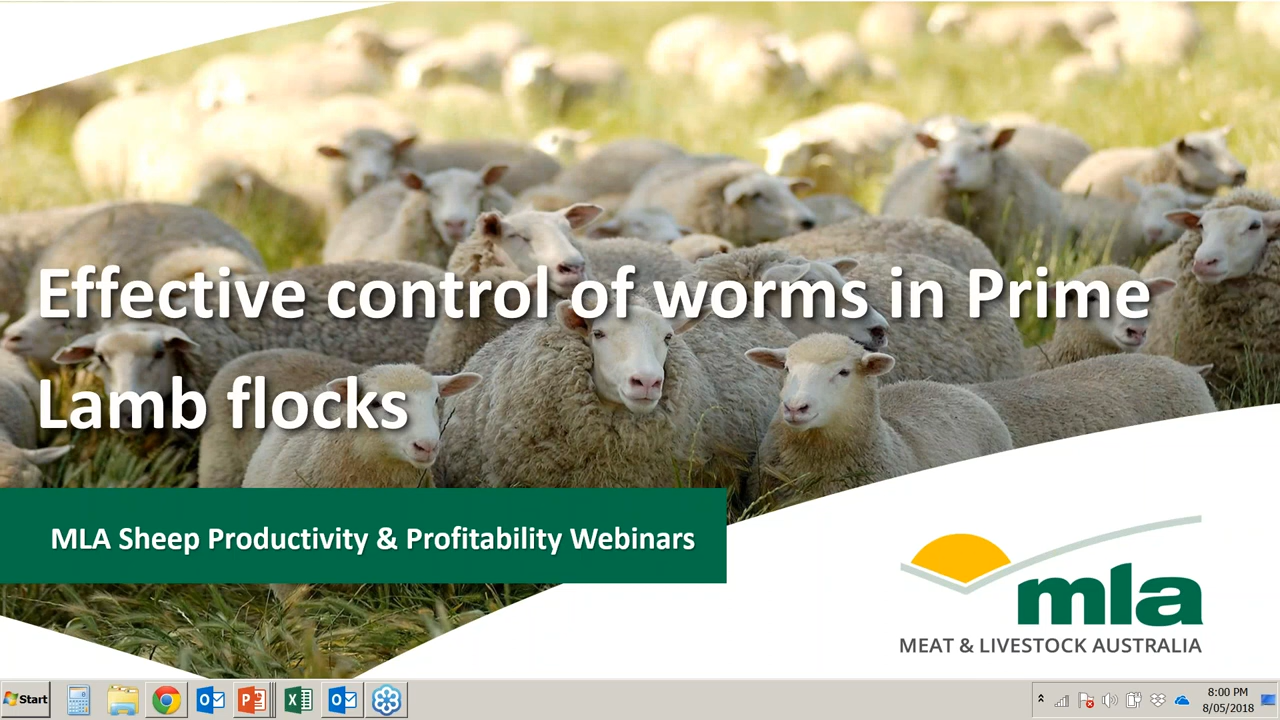 Effective control of worms in Prime
Lamb flocks
MLA Sheep Productivity & Profitability Webinars
mla
MEAT & LIVESTOCK AUSTRALIA
Start
8:00 PM
8/05/2018